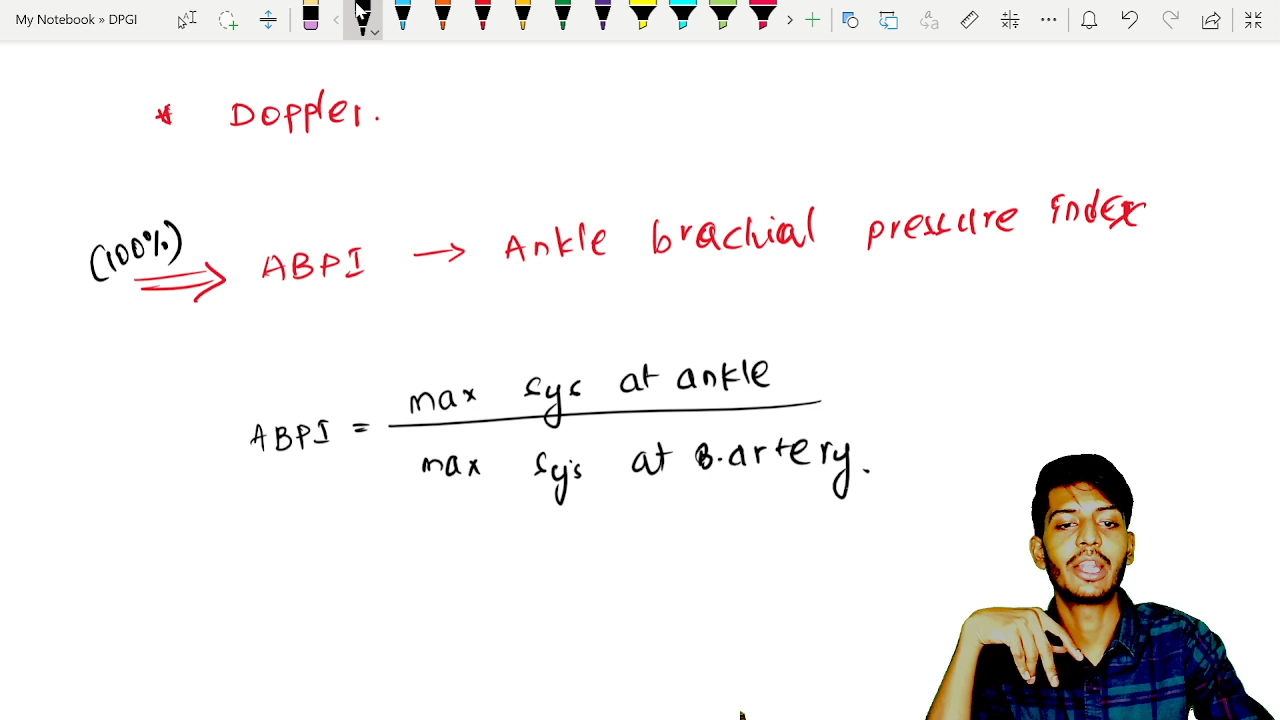 My Notebook » DPGI
* Doppler.
(100%)
⇒ ABPI → Ankle brachial pressure index
ABPI = max sys at ankle
max sys at B.artery.